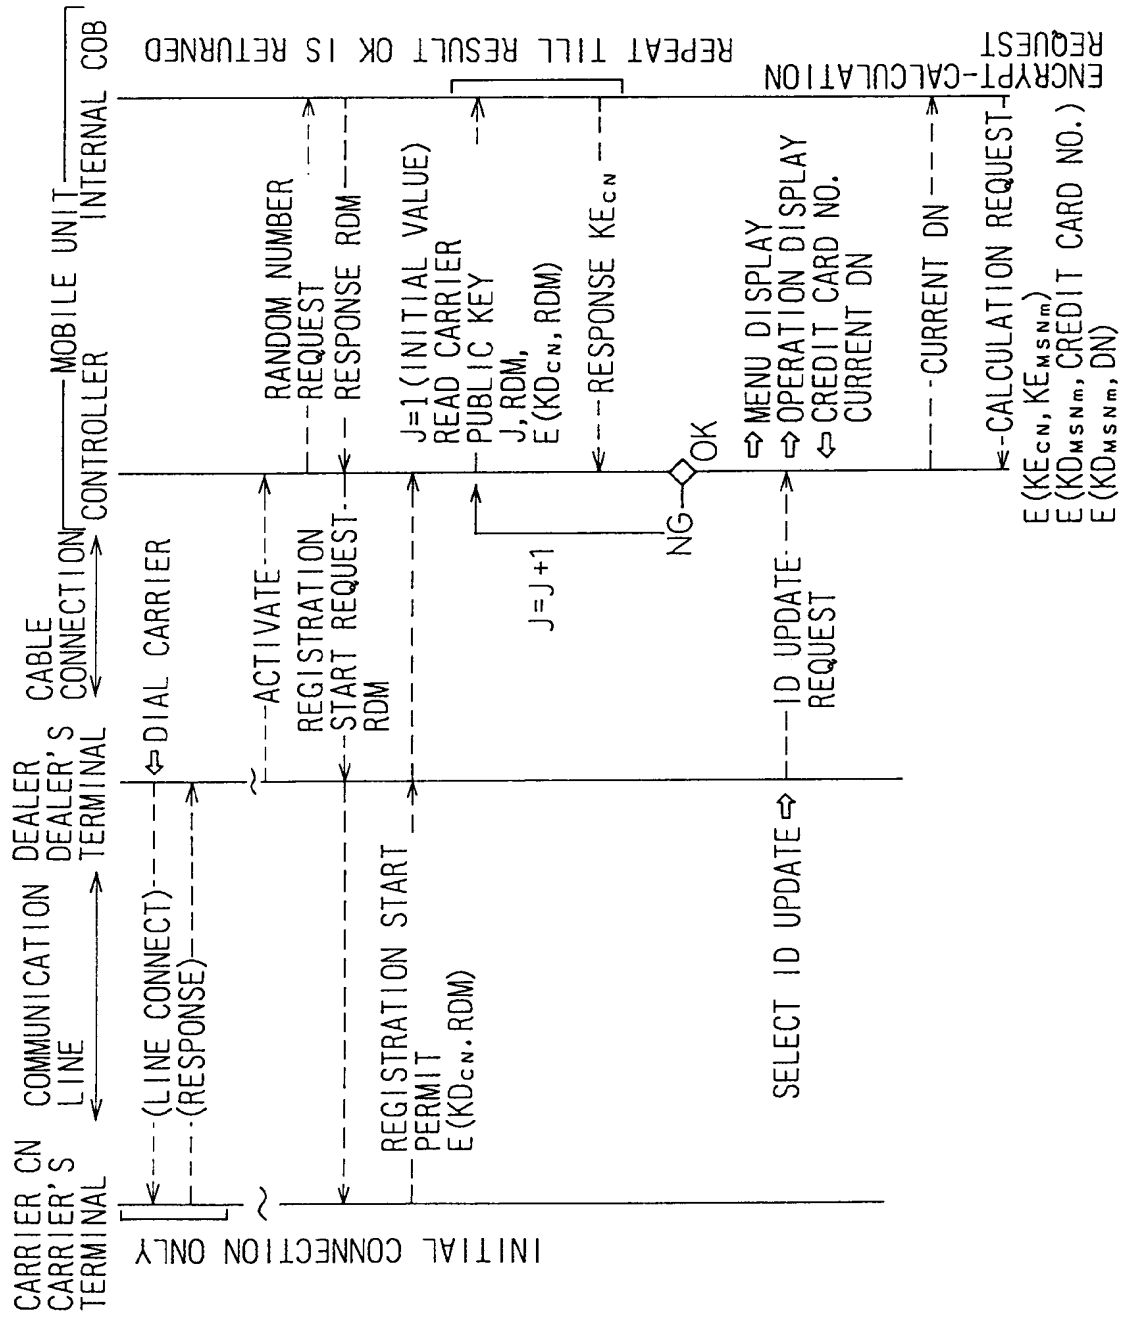 CARRIER CN
CARRIER'S
TERMINAL
COMMUNICATION
LINE
DEALER
DEALER'S
TERMINAL
CABLE
CONNECTION
MOBILE UNIT
CONTROLLER
INTERNAL COB
INITIAL CONNECTION ONLY
DIAL CARRIER
(LINE CONNECT)
(RESPONSE)
ACTIVATE
RANDOM NUMBER
REQUEST
RESPONSE RDM
REGISTRATION
START REQUEST
RDM
REGISTRATION START
PERMIT
E(KDCN. RDM)
J=1(INITIAL VALUE)
READ CARRIER
PUBLIC KEY
J, RDM,
E(KDCN, RDM)
REPEAT TILL RESULT OK IS RETURNED
RESPONSE KECN
J=J+1
NG
OK
SELECT ID UPDATE
ID UPDATE
REQUEST
MENU DISPLAY
OPERATION DISPLAY
CREDIT CARD NO.
CURRENT DN
CURRENT DN
ENCRYPT-CALCULATION
REQUEST
CALCULATION REQUEST
E(KECN, KEMSNm)
E(KDMSNm, CREDIT CARD NO.)
E(KDMSNm, DN)